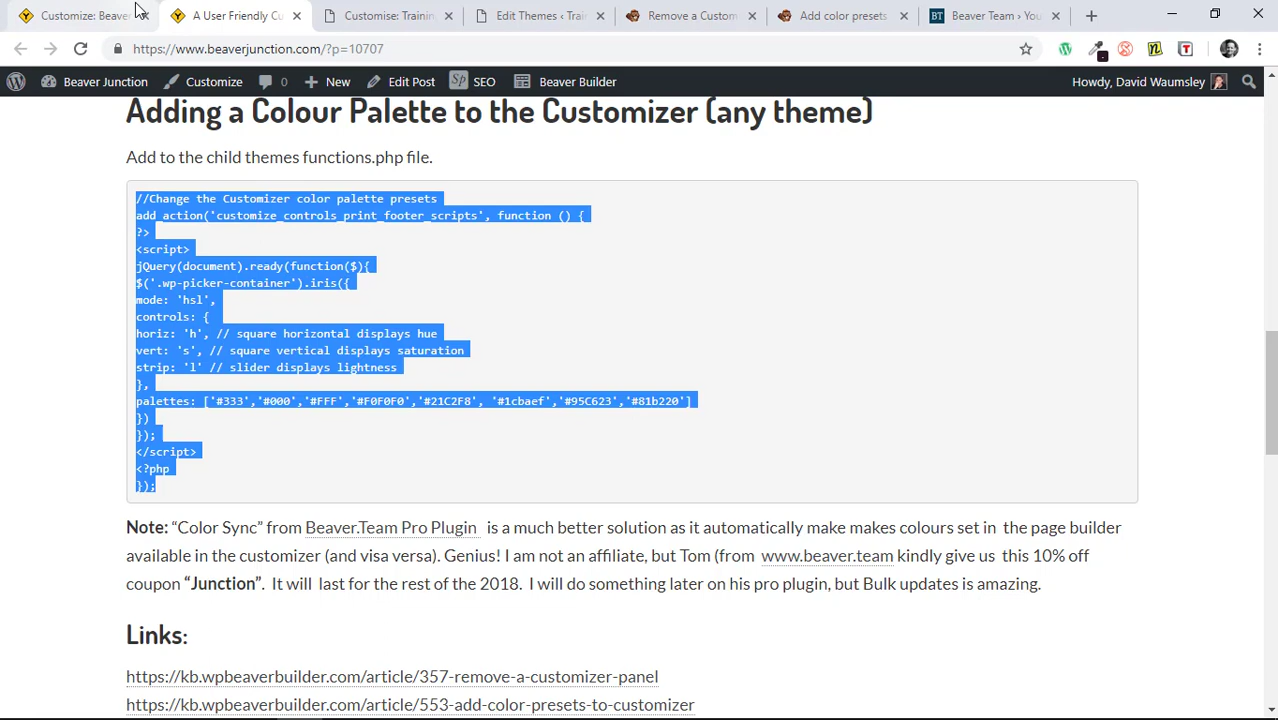 Customize: Beaver
A User Friendly Cu
Customise: Trainin
Edit Themes ‹ Train
Remove a Custom
Add color presets
BT Beaver Team › You
https://www.beaverjunction.com/?p=10707
Beaver Junction
Customize
0
New
Edit Post
Sp SEO
Beaver Builder
Howdy, David Waumsley
Adding a Colour Palette to the Customizer (any theme)
Add to the child themes functions.php file.
//Change the Customizer color palette presets
add_action('customize_controls_print_footer_scripts', function () {
?>
<script>
jQuery(document).ready(function($){
$('.wp-picker-container').iris({
mode: 'hsl',
controls: {
horiz: 'h', // square horizontal displays hue
vert: 's', // square vertical displays saturation
strip: 'l' // slider displays lightness
},
palettes: ['#333','#000','#FFF','#F0F0F0','#21C2F8', '#1cbaef','#95C623','#81b220']
})
});
</script>
<?php
});
Note: “Color Sync” from Beaver.Team Pro Plugin is a much better solution as it automatically make makes colours set in the page builder
available in the customizer (and visa versa). Genius! I am not an affiliate, but Tom (from www.beaver.team kindly give us this 10% off
coupon “Junction”. It will last for the rest of the 2018. I will do something later on his pro plugin, but Bulk updates is amazing.
Links:
https://kb.wpbeaverbuilder.com/article/357-remove-a-customizer-panel
https://kb.wpbeaverbuilder.com/article/553-add-color-presets-to-customizer